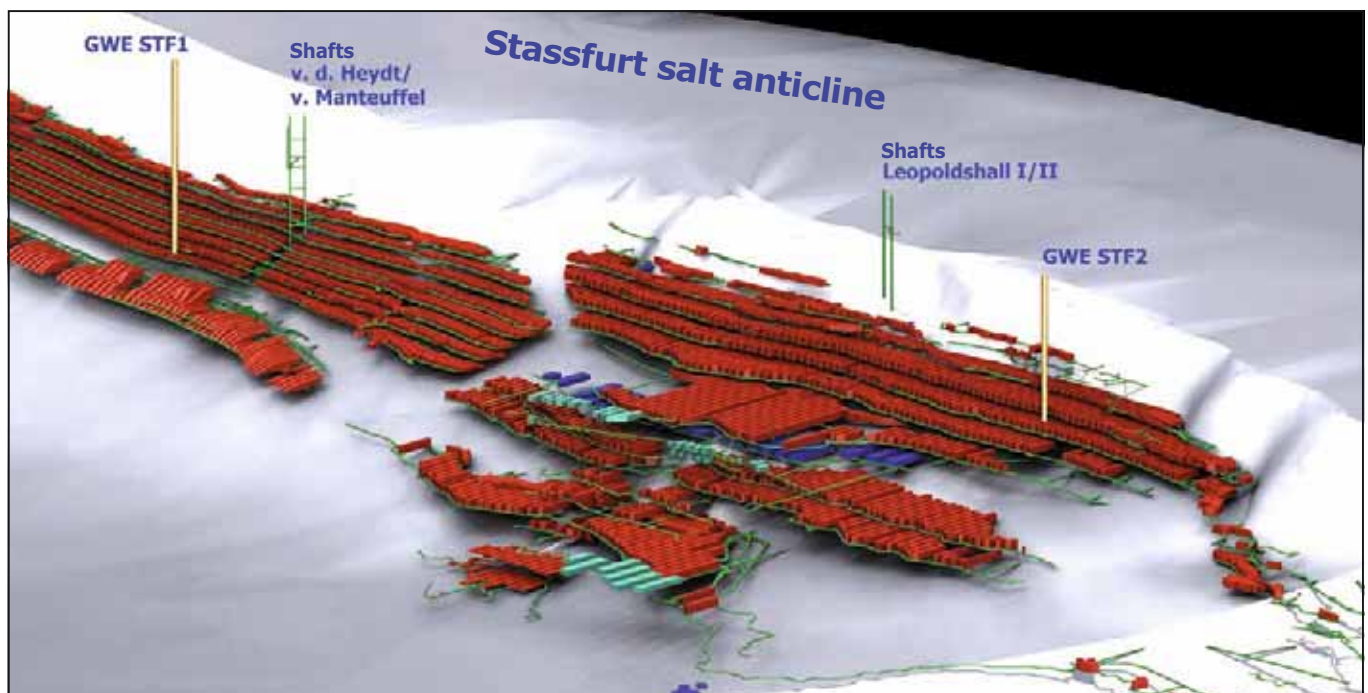 Stassfurt salt anticline
GWE STF1
Shafts
v. d. Heydt/
v. Manteuffel
Shafts
Leopoldshall I/II
GWE STF2